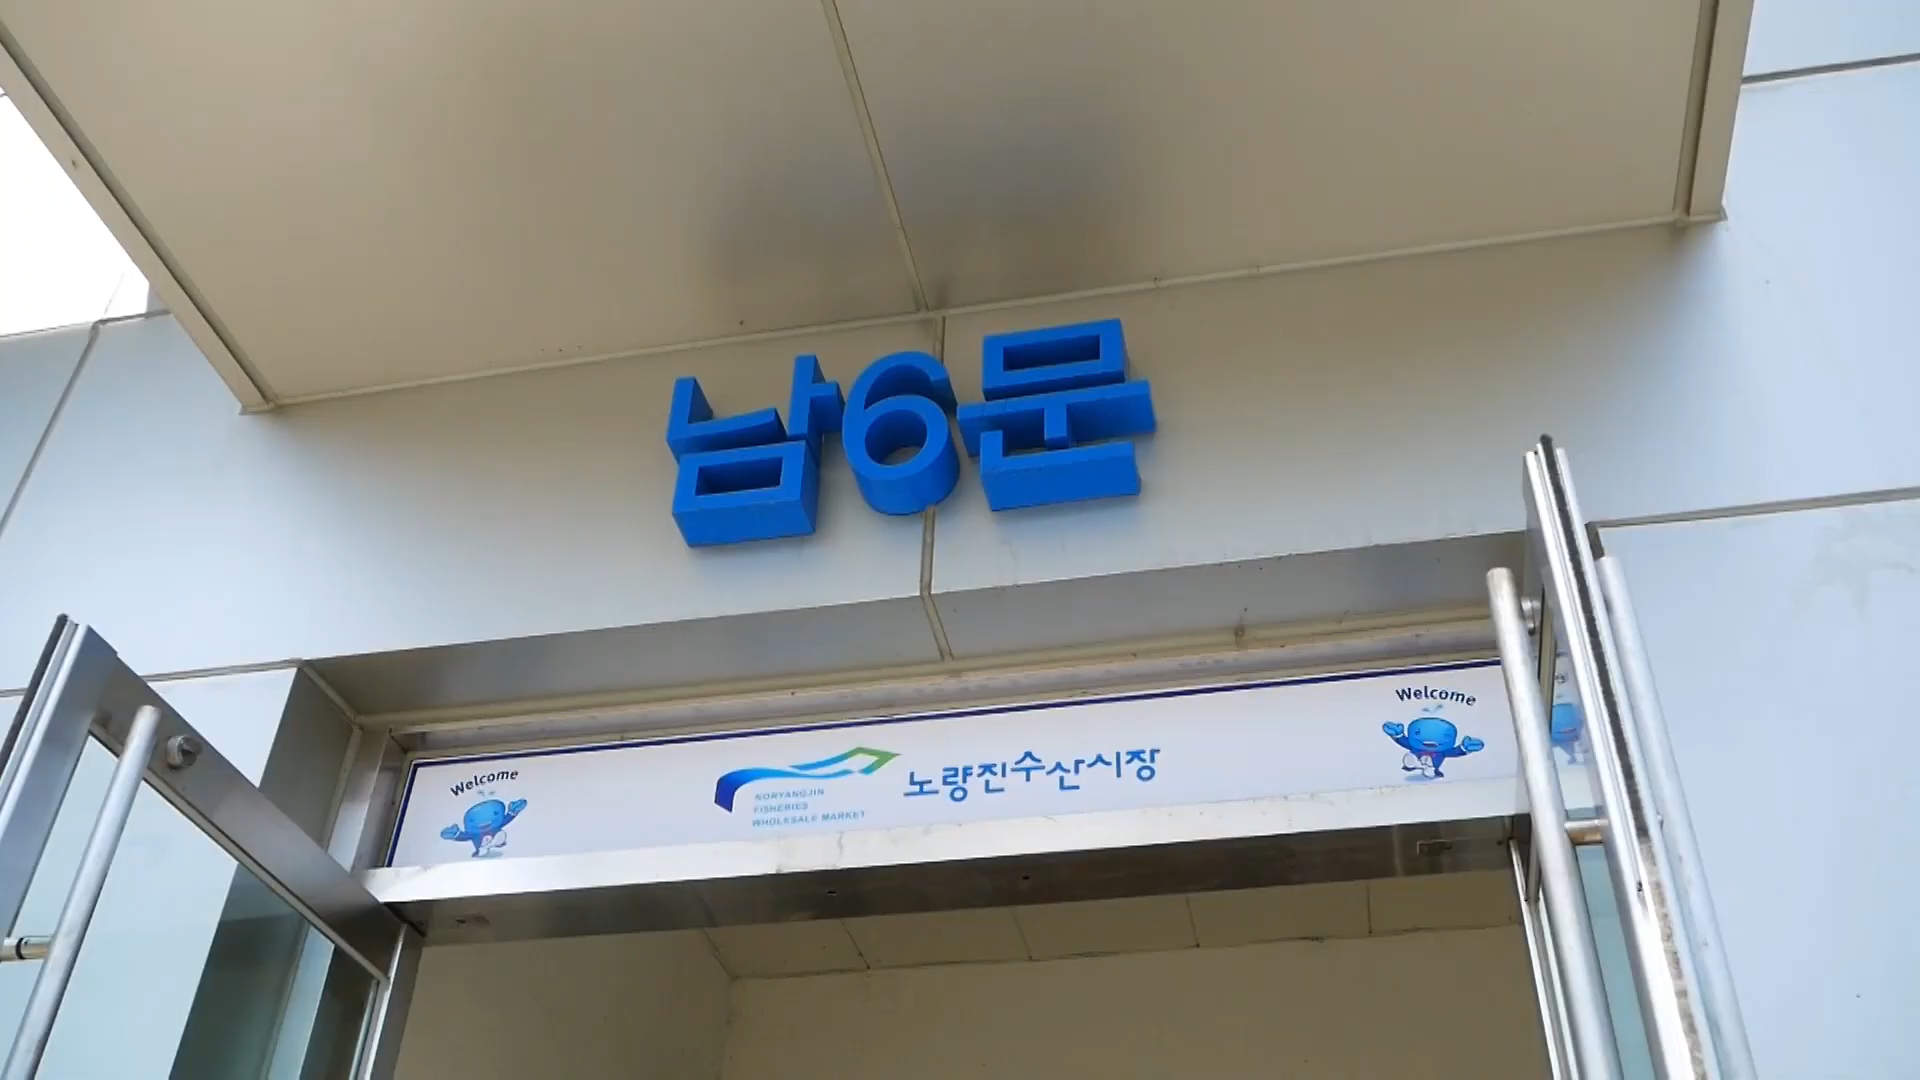 남6문
Welcome
NORYANGJIN
FISHERIES
WHOLESALE MARKET
노량진수산시장
Welcome